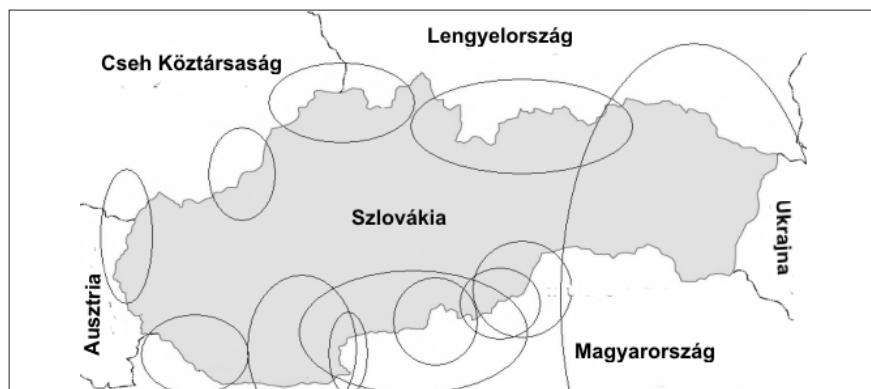 Lengyelország
Cseh Köztársaság
Szlovákia
Ukrajna
Ausztria
Magyarország